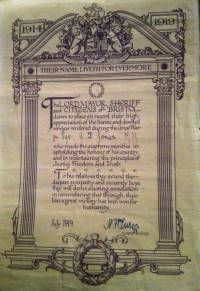 1914 1919
THEIR NAME LIVETH FOR EVERMORE
The LORD MAYOR, SHERIFF
and CITIZENS of BRISTOL
desire to place on record their high
appreciation of the heroic and devoted
services rendered during the Great War
by Pte. Jones
who made the supreme sacrifice in
upholding the honour of his country
and in maintaining the principles of
Justice Freedom and Truth.
To his relatives they extend the
deepest sympathy and sincerely hope
they will derive abiding consolation
in remembering that through their
loss a great victory has been won for
humanity.
July 1919